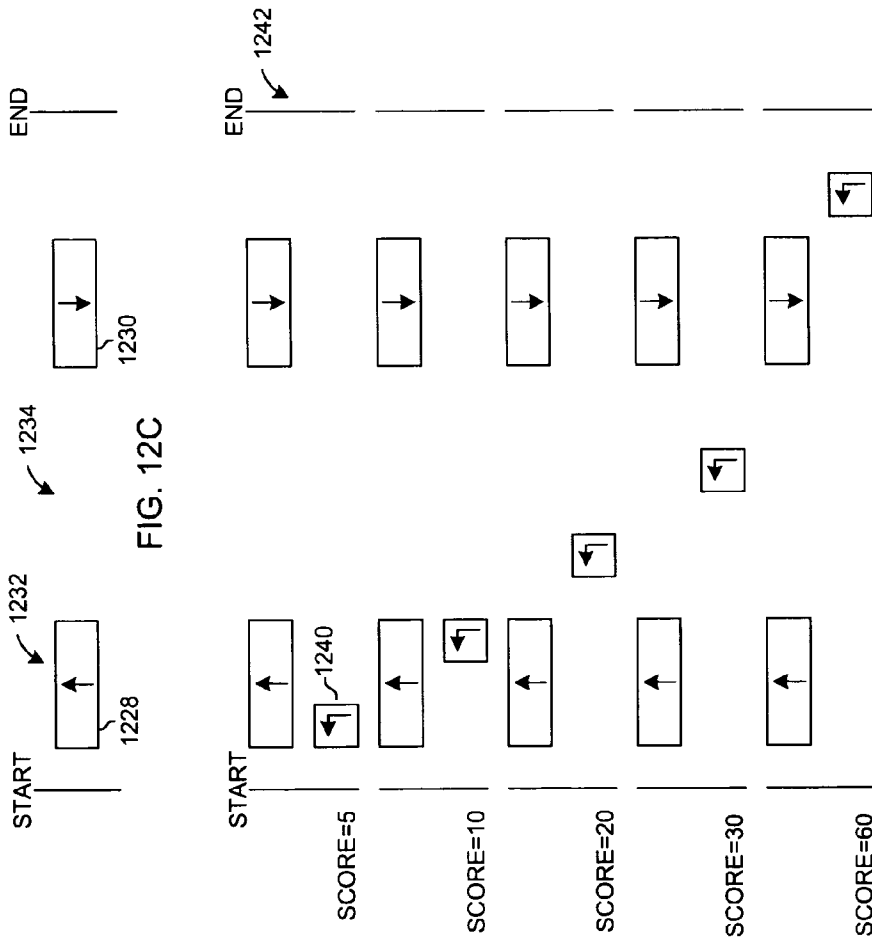 START
END
1232
1234
1228
1230
FIG. 12C
START
END
1242
1240
SCORE=5
SCORE=10
SCORE=20
SCORE=30
SCORE=60